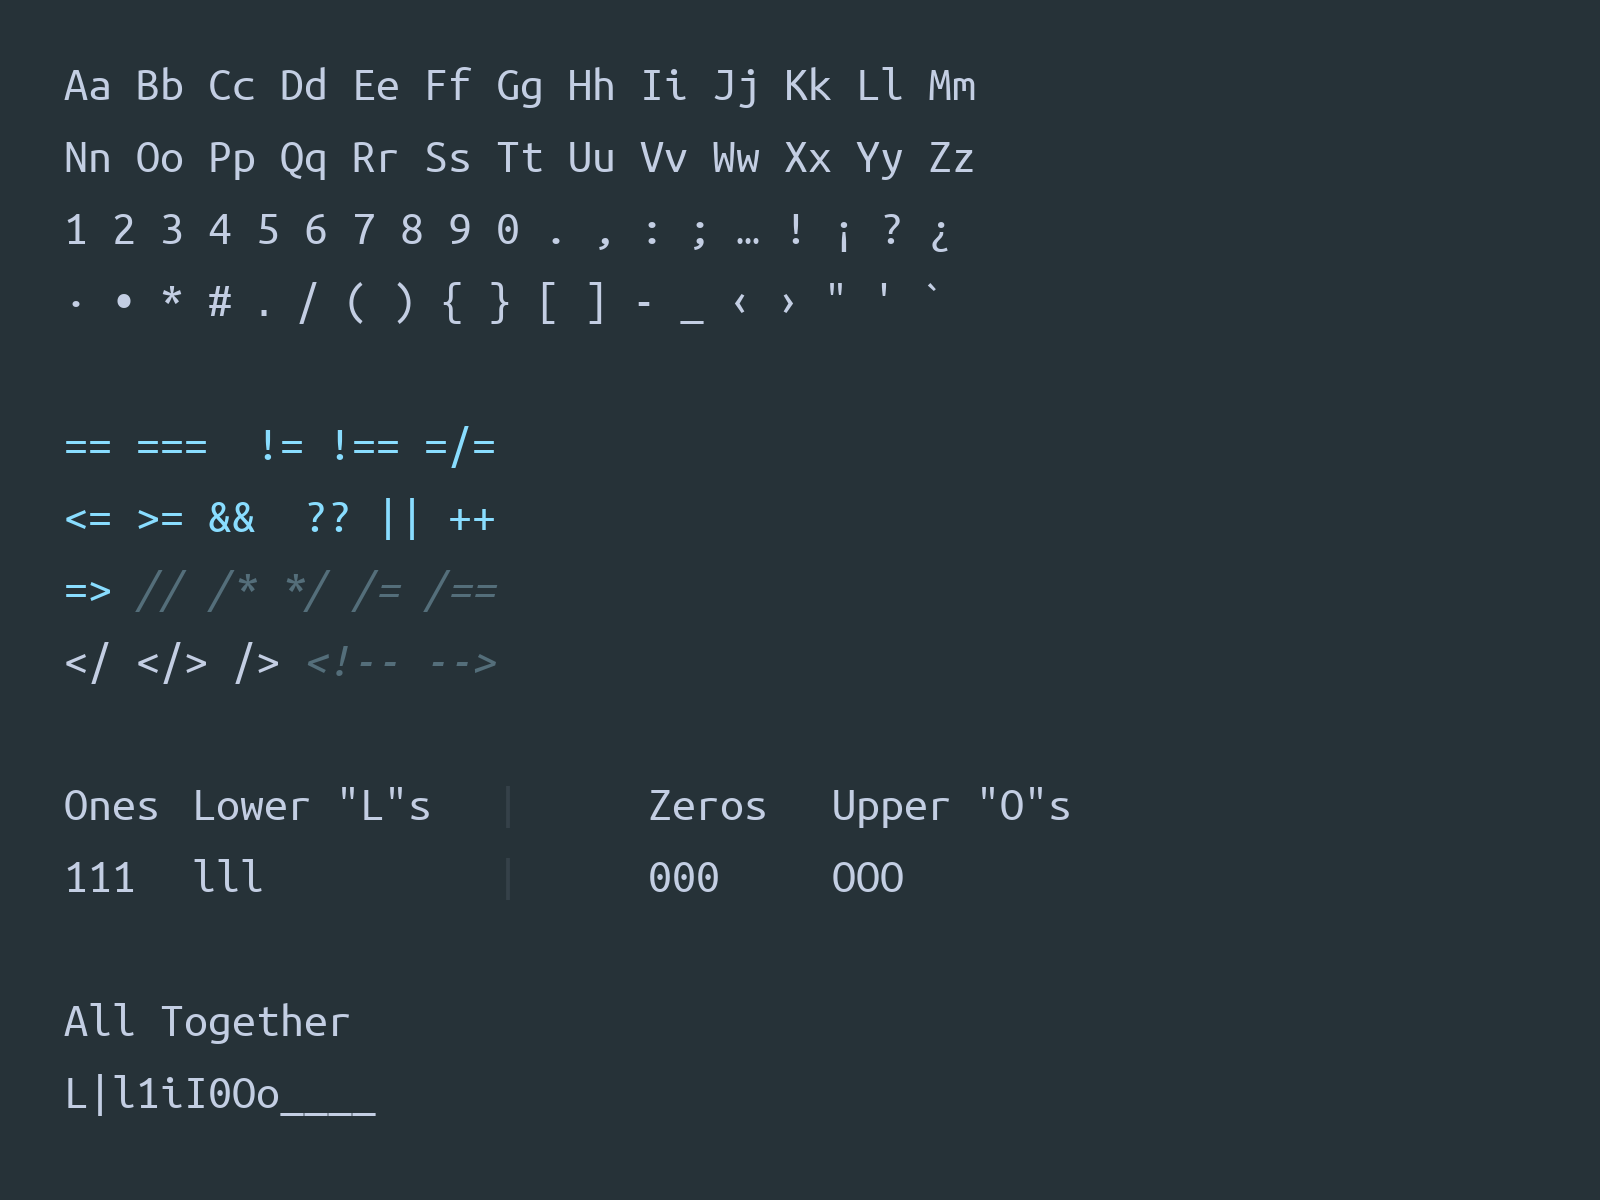 Aa Bb Cc Dd Ee Ff Gg Hh Ii Jj Kk Ll Mm
Nn Oo Pp Qq Rr Ss Tt Uu Vv Ww Xx Yy Zz
1 2 3 4 5 6 7 8 9 0 . , : ; … ! ¡ ? ¿
· • * # . / ( ) { } [ ] - _ ‹ › " ' `
== ===  != !== =/=
<= >= &&  ?? || ++
=> // /* */ /= /==
</ </> /> <!-- -->
Ones Lower "L"s | Zeros Upper "O"s
111 lll | 000 OOO
All Together
L|l1iI0Oo____